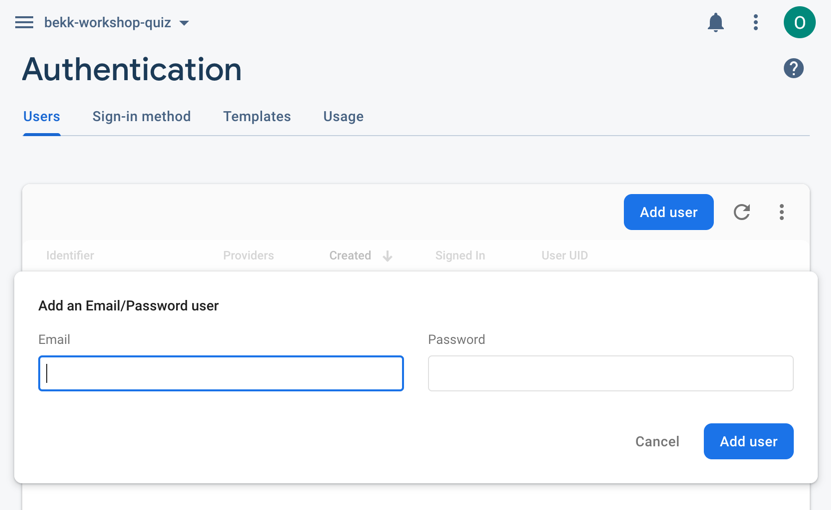 bekk-workshop-quiz
O
Authentication
?
Users Sign-in method Templates Usage
Add user
Identifier Providers Created Signed In User UID
Add an Email/Password user
Email Password
Cancel Add user